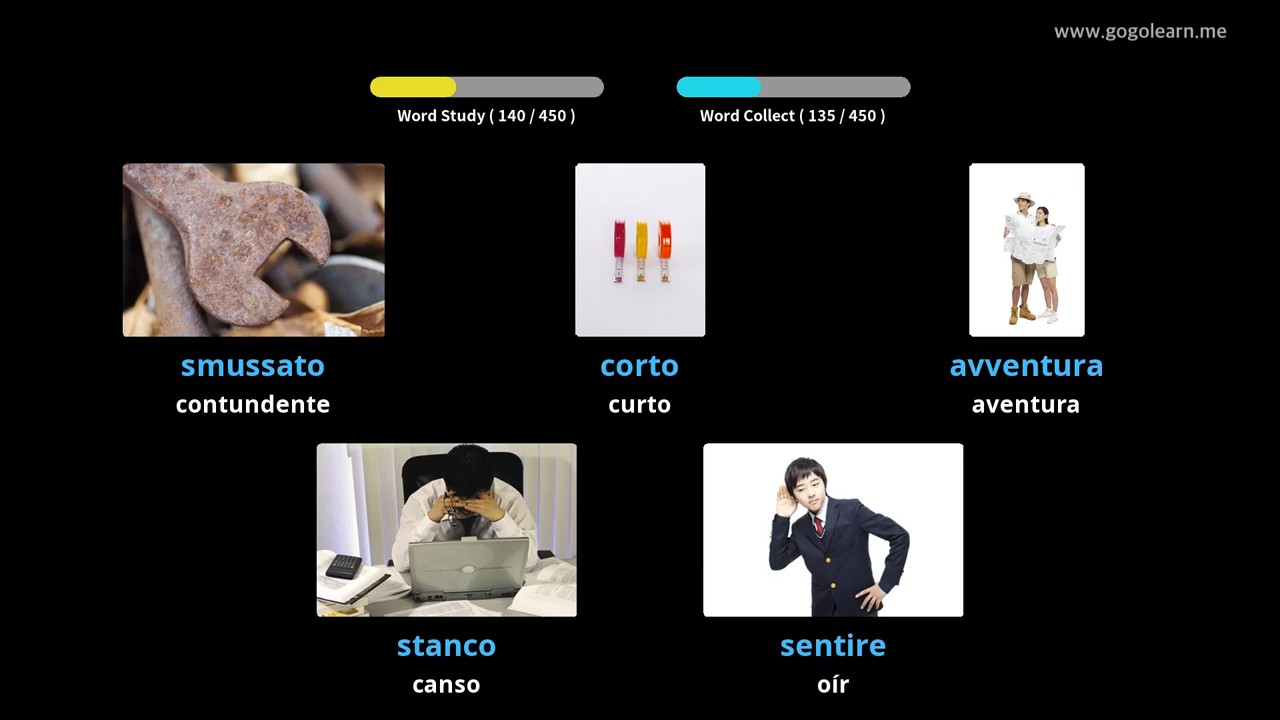 www.gogolearn.me
Word Study ( 140 / 450 )
Word Collect ( 135 / 450 )
smussato
contundente
corto
curto
avventura
aventura
stanco
canso
sentire
oír